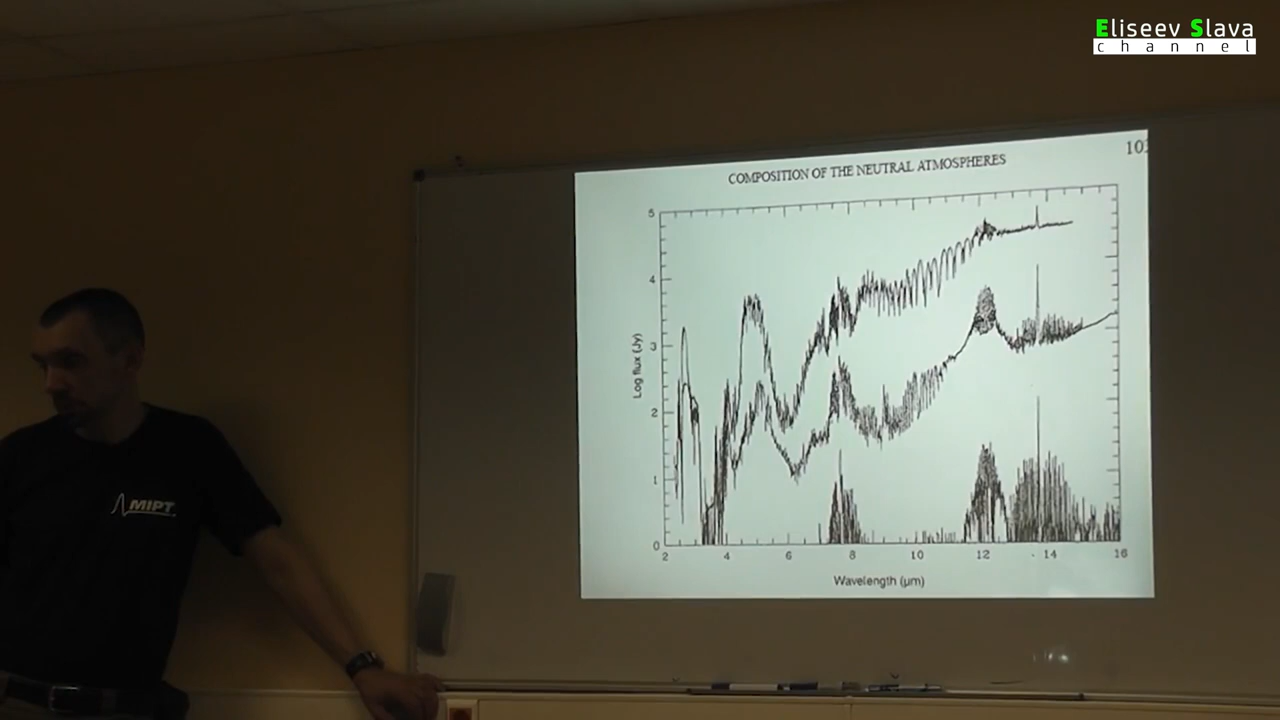 Eliseev Slava
channel
10
COMPOSITION OF THE NEUTRAL ATMOSPHERES
5
4
3
2
1
0
Log flux (Jy)
2 4 6 8 10 12 14 16
Wavelength (μm)
MIPT